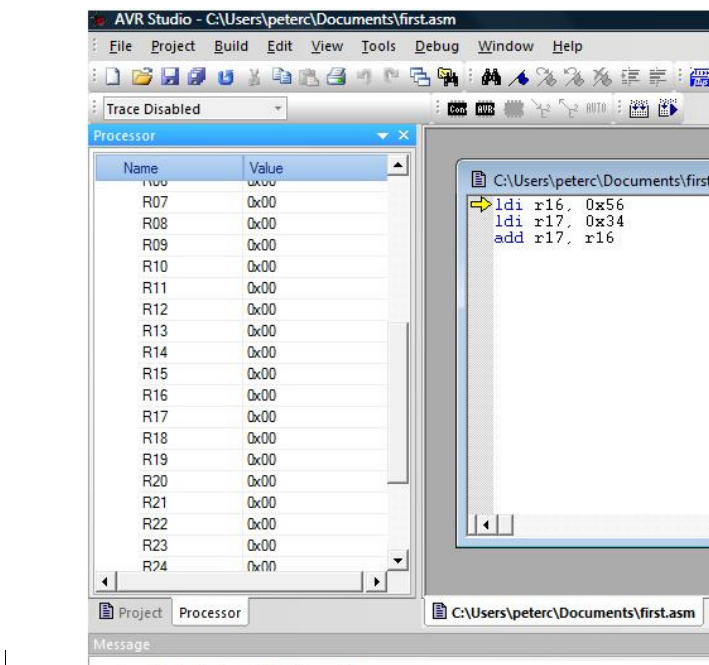 AVR Studio - C:\Users\peterc\Documents\first.asm
File Project Build Edit View Tools Debug Window Help
Trace Disabled
Con AVR AUTO
Processor
Name Value
R07 0x00
R08 0x00
R09 0x00
R10 0x00
R11 0x00
R12 0x00
R13 0x00
R14 0x00
R15 0x00
R16 0x00
R17 0x00
R18 0x00
R19 0x00
R20 0x00
R21 0x00
R22 0x00
R23 0x00
R24 0x00
Project Processor
C:\Users\peterc\Documents\first
ldi r16, 0x56
ldi r17, 0x34
add r17, r16
C:\Users\peterc\Documents\first.asm
Message